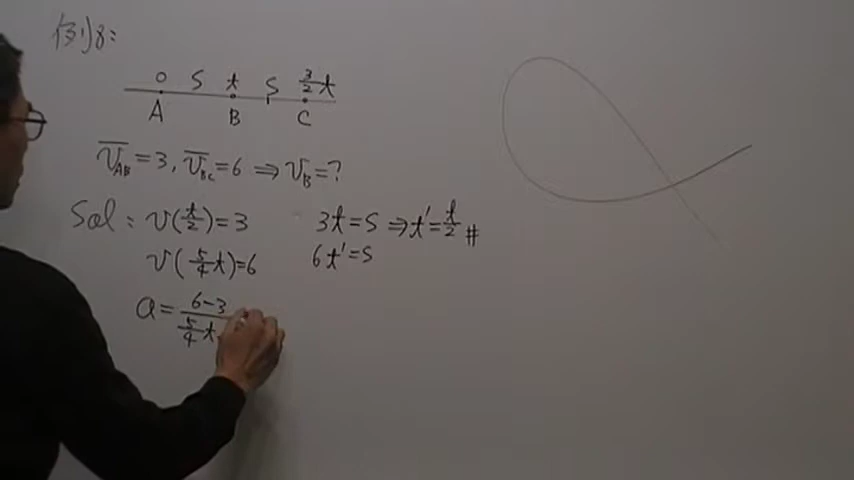 例8:
0 S t S 3/2 t
A B C
v̅_AB = 3, v̅_BC = 6 ⇒ v_B = ?
Sol: v(t/2) = 3 3t = S ⇒ t' = t/2 #
v(5/4 t) = 6 6t' = S
a = (6-3)/(5/4 t